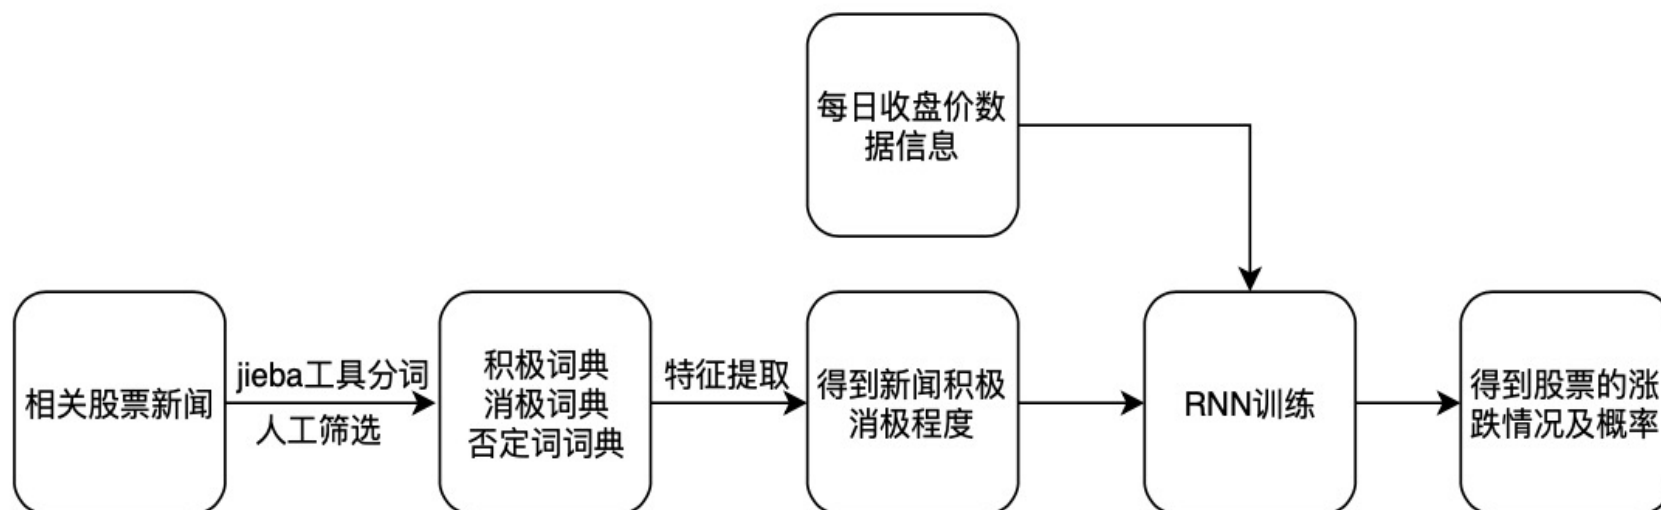 每日收盘价数
据信息
相关股票新闻
jieba工具分词
人工筛选
积极词典
消极词典
否定词词典
特征提取
得到新闻积极
消极程度
RNN训练
得到股票的涨
跌情况及概率